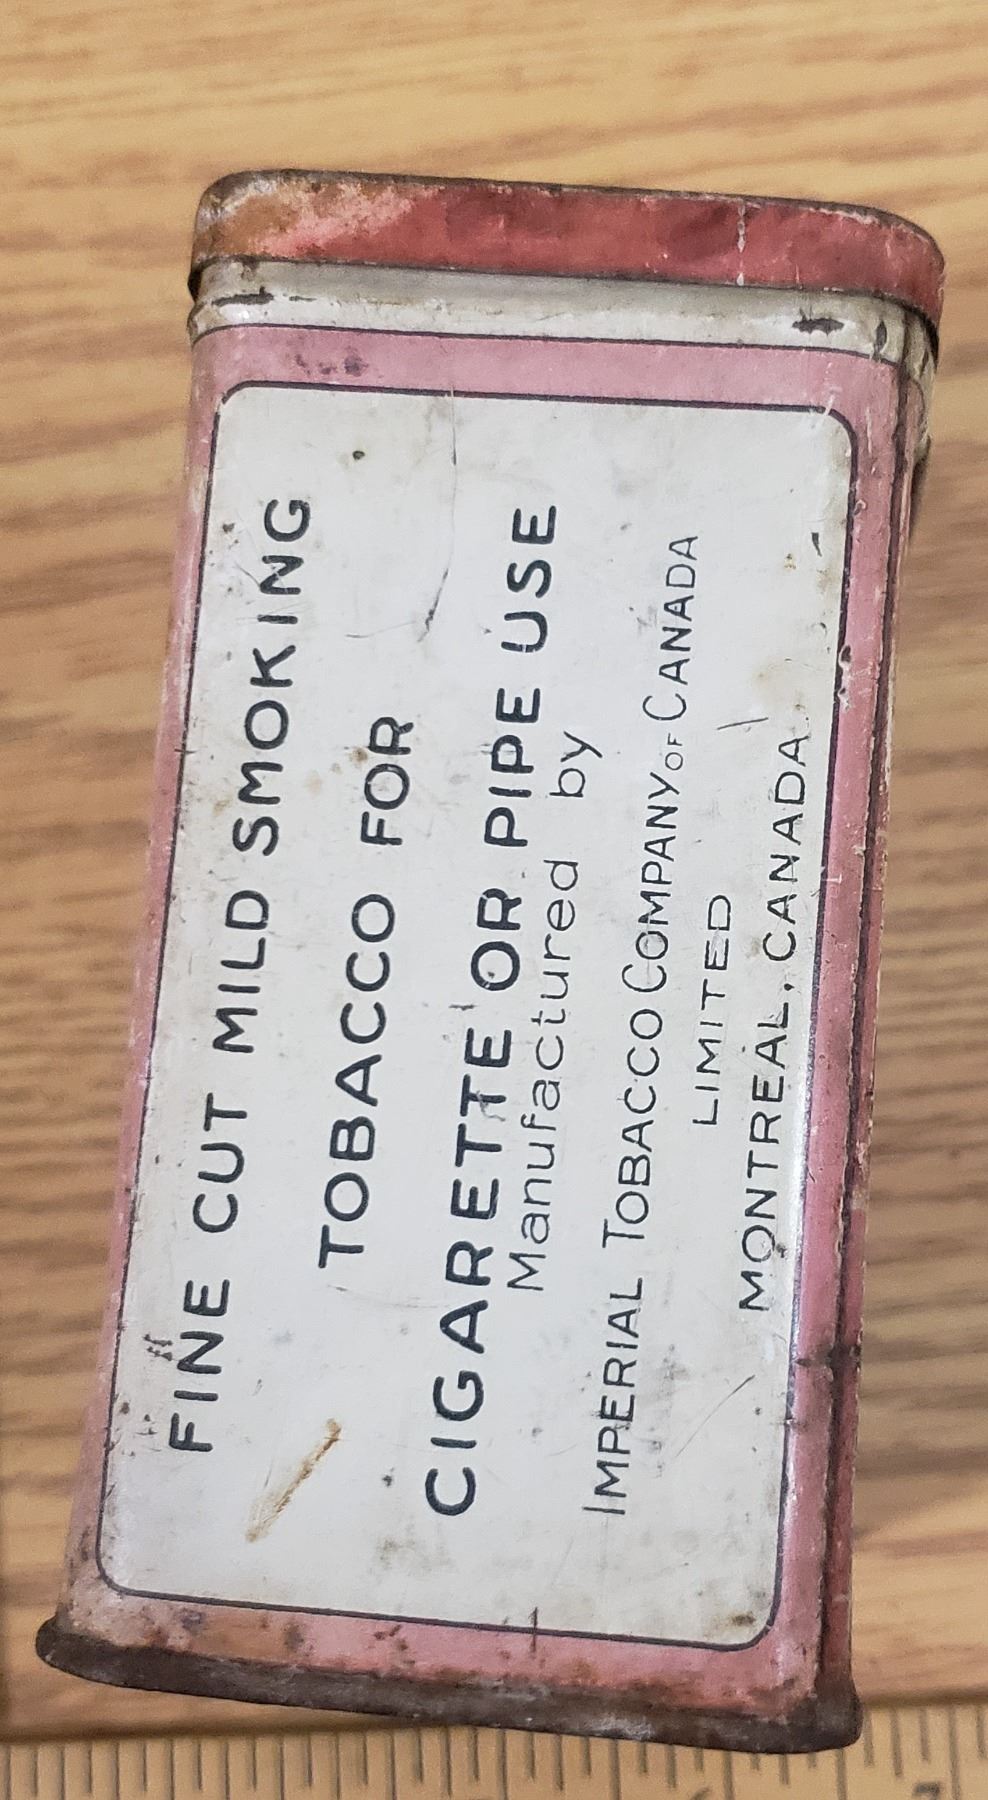 FINE CUT MILD SMOKING
TOBACCO FOR
CIGARETTE OR PIPE USE
Manufactured by
IMPERIAL TOBACCO COMPANY OF CANADA
LIMITED
MONTREAL, CANADA